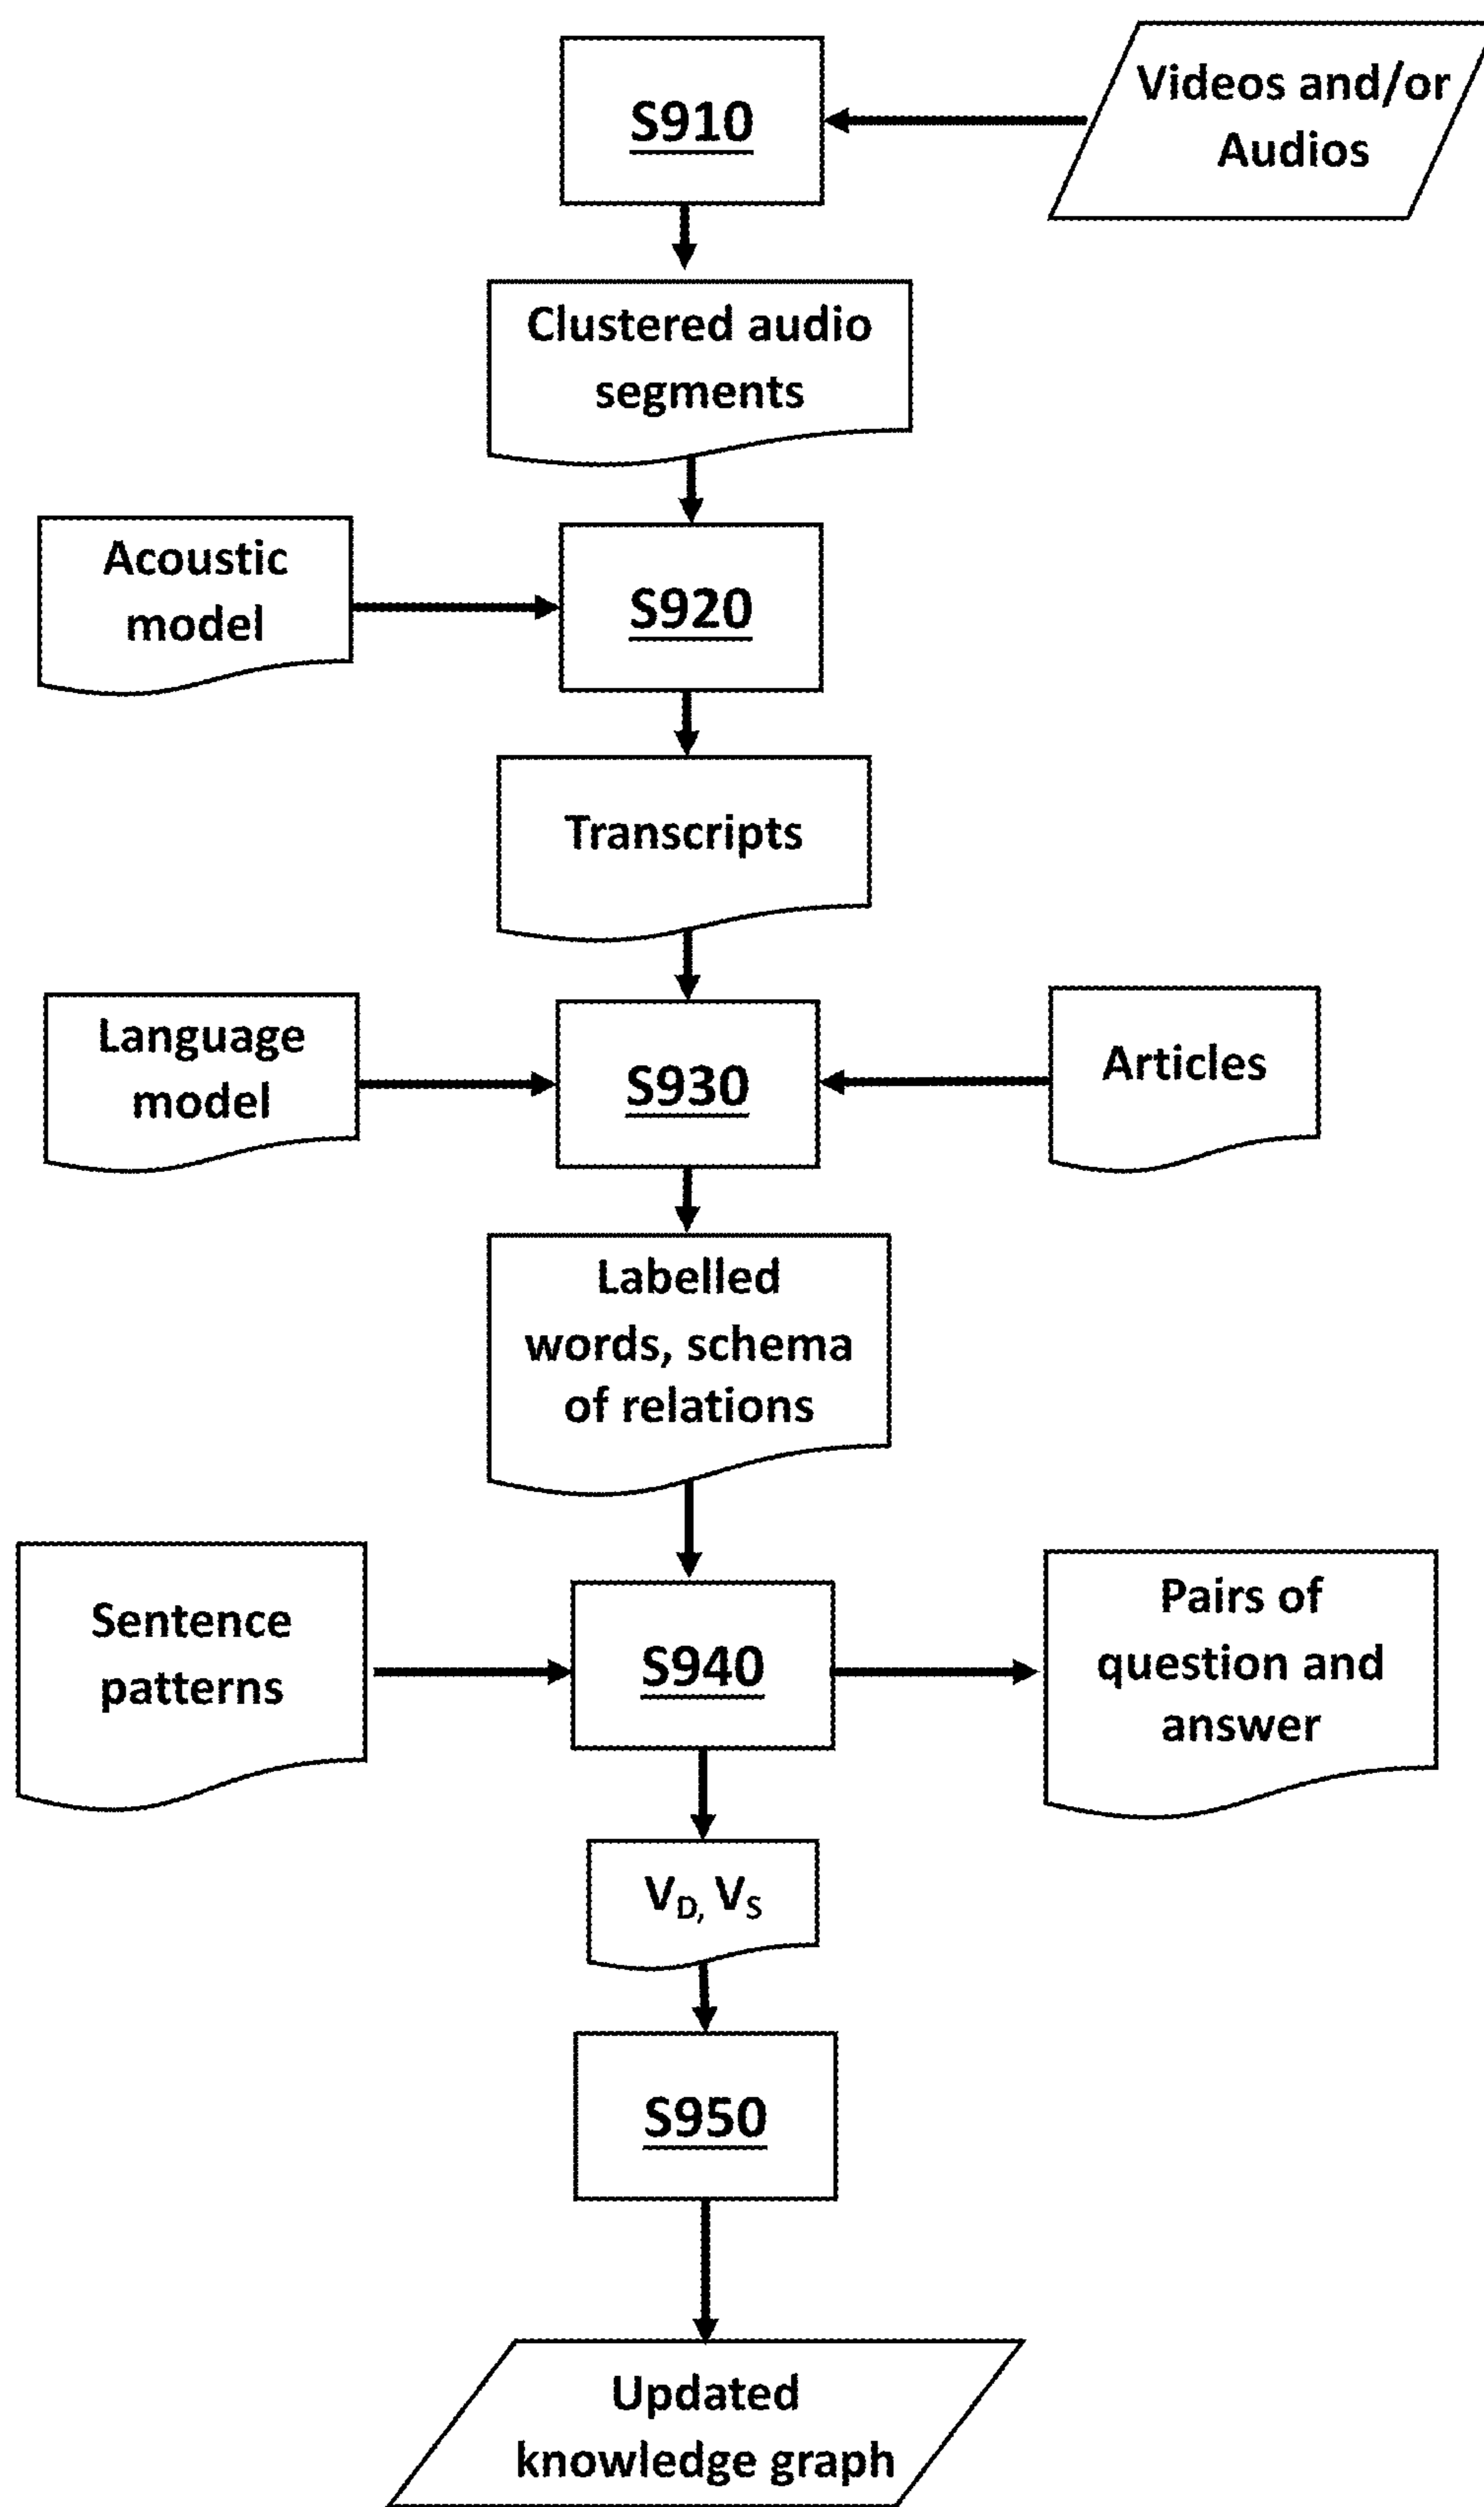 S910
Videos and/or
Audios
Clustered audio
segments
Acoustic
model
S920
Transcripts
Language
model
S930
Articles
Labelled
words, schema
of relations
Sentence
patterns
S940
Pairs of
question and
answer
VD, VS
S950
Updated
knowledge graph